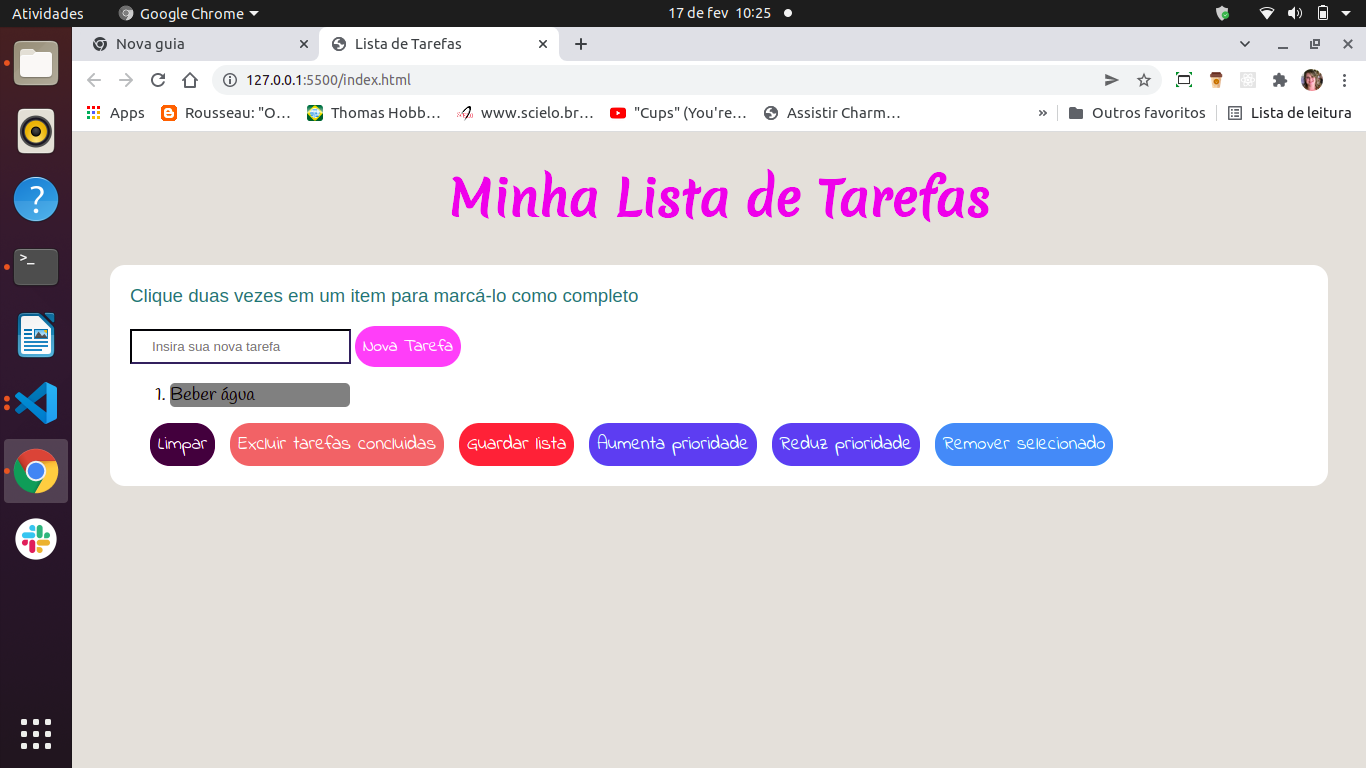 Atividades Google Chrome 17 de fev 10:25
Nova guia Lista de Tarefas
127.0.0.1:5500/index.html
Apps Rousseau: "O... Thomas Hobb... www.scielo.br... "Cups" (You're... Assistir Charm... » Outros favoritos Lista de leitura
Minha Lista de Tarefas
Clique duas vezes em um item para marcá-lo como completo
Insira sua nova tarefa Nova Tarefa
1. Beber água
Limpar Excluir tarefas concluidas Guardar lista Aumenta prioridade Reduz prioridade Remover selecionado